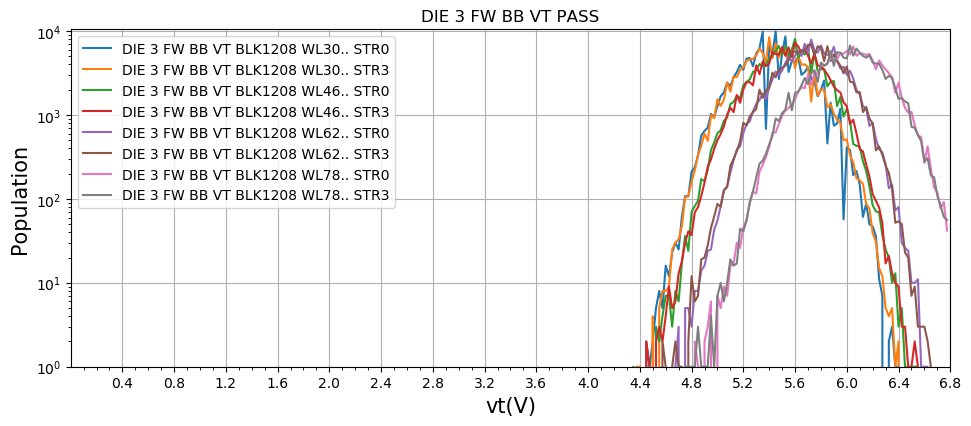 DIE 3 FW BB VT PASS
DIE 3 FW BB VT BLK1208 WL30.. STR0
DIE 3 FW BB VT BLK1208 WL30.. STR3
DIE 3 FW BB VT BLK1208 WL46.. STR0
DIE 3 FW BB VT BLK1208 WL46.. STR3
DIE 3 FW BB VT BLK1208 WL62.. STR0
DIE 3 FW BB VT BLK1208 WL62.. STR3
DIE 3 FW BB VT BLK1208 WL78.. STR0
DIE 3 FW BB VT BLK1208 WL78.. STR3
Population
10⁴
10³
10²
10¹
10⁰
0.4 0.8 1.2 1.6 2.0 2.4 2.8 3.2 3.6 4.0 4.4 4.8 5.2 5.6 6.0 6.4 6.8
vt(V)